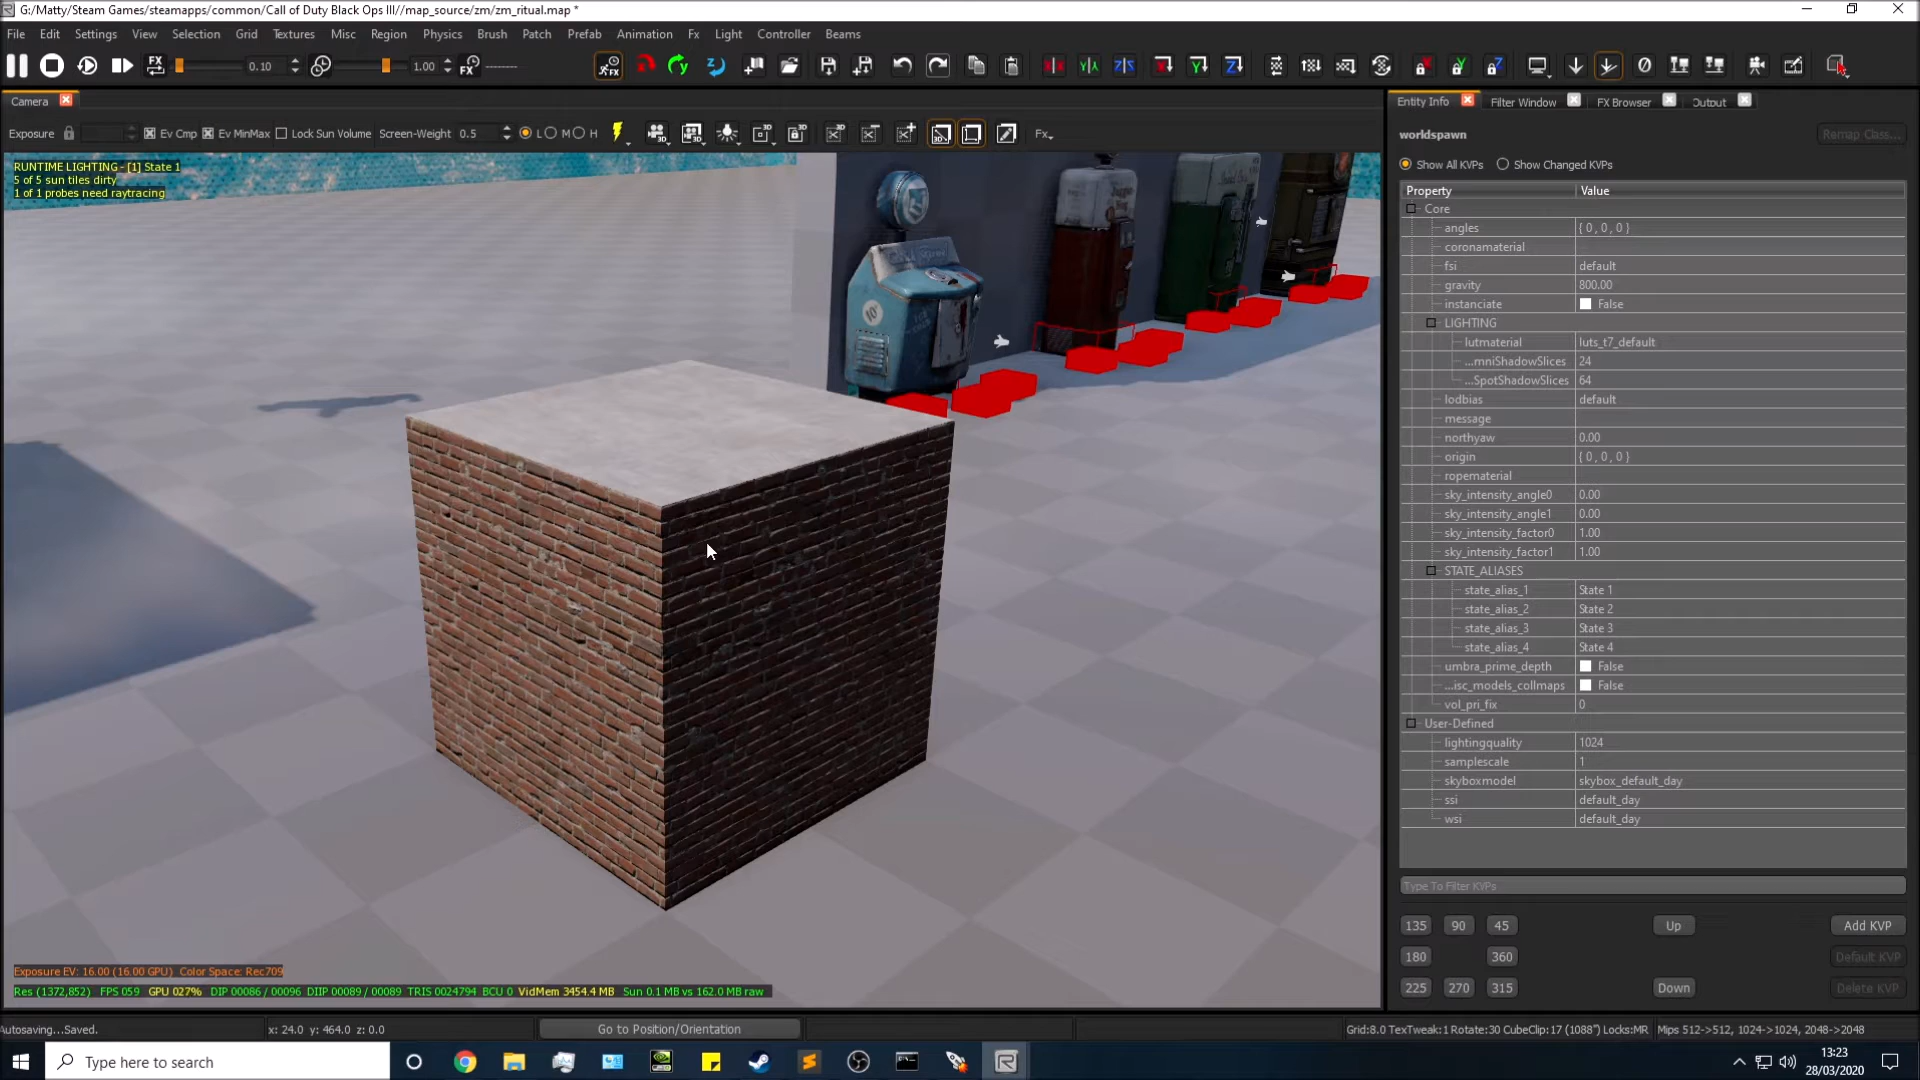 G:/Matty/Steam Games/steamapps/common/Call of Duty Black Ops III//map_source/zm/zm_ritual.map *
File Edit Settings View Selection Grid Textures Misc Region Physics Brush Patch Prefab Animation Fx Light Controller Beams
FX 0.10 1.00 FX --------
Camera
Exposure Ev Cmp Ev MinMax Lock Sun Volume Screen-Weight 0.5 L M H Fx
RUNTIME LIGHTING - [1] State 1
5 of 5 sun tiles dirty
1 of 1 probes need raytracing
Exposure EV: 16.00 (16.00 GPU) Color Space: Rec709
Res (1372,852) FPS 059 GPU 027% DIP 00086 / 00096 DIIP 00089 / 00089 TRIS 0024794 BCU 0 VidMem 3454.4 MB Sun 0.1 MB vs 162.0 MB raw
Entity Info Filter Window FX Browser Output
worldspawn Remap Class...
Show All KVPs Show Changed KVPs
Property Value
Core
angles { 0 , 0 , 0 }
coronamaterial
fsi default
gravity 800.00
instanciate False
LIGHTING
lutmaterial luts_t7_default
...mniShadowSlices 24
...SpotShadowSlices 64
lodbias default
message
northyaw 0.00
origin { 0 , 0 , 0 }
ropematerial
sky_intensity_angle0 0.00
sky_intensity_angle1 0.00
sky_intensity_factor0 1.00
sky_intensity_factor1 1.00
STATE_ALIASES
state_alias_1 State 1
state_alias_2 State 2
state_alias_3 State 3
state_alias_4 State 4
umbra_prime_depth False
...isc_models_collmaps False
vol_pri_fix 0
User-Defined
lightingquality 1024
samplescale 1
skyboxmodel skybox_default_day
ssi default_day
wsi default_day
Type To Filter KVPs
135 90 45 Up Add KVP
180 360 Default KVP
225 270 315 Down Delete KVP
Autosaving...Saved. x: 24.0 y: 464.0 z: 0.0 Go to Position/Orientation Grid:8.0 TexTweak:1 Rotate:30 CubeClip:17 (1088") Locks:MR Mips 512->512, 1024->1024, 2048->2048
Type here to search
13:23
28/03/2020